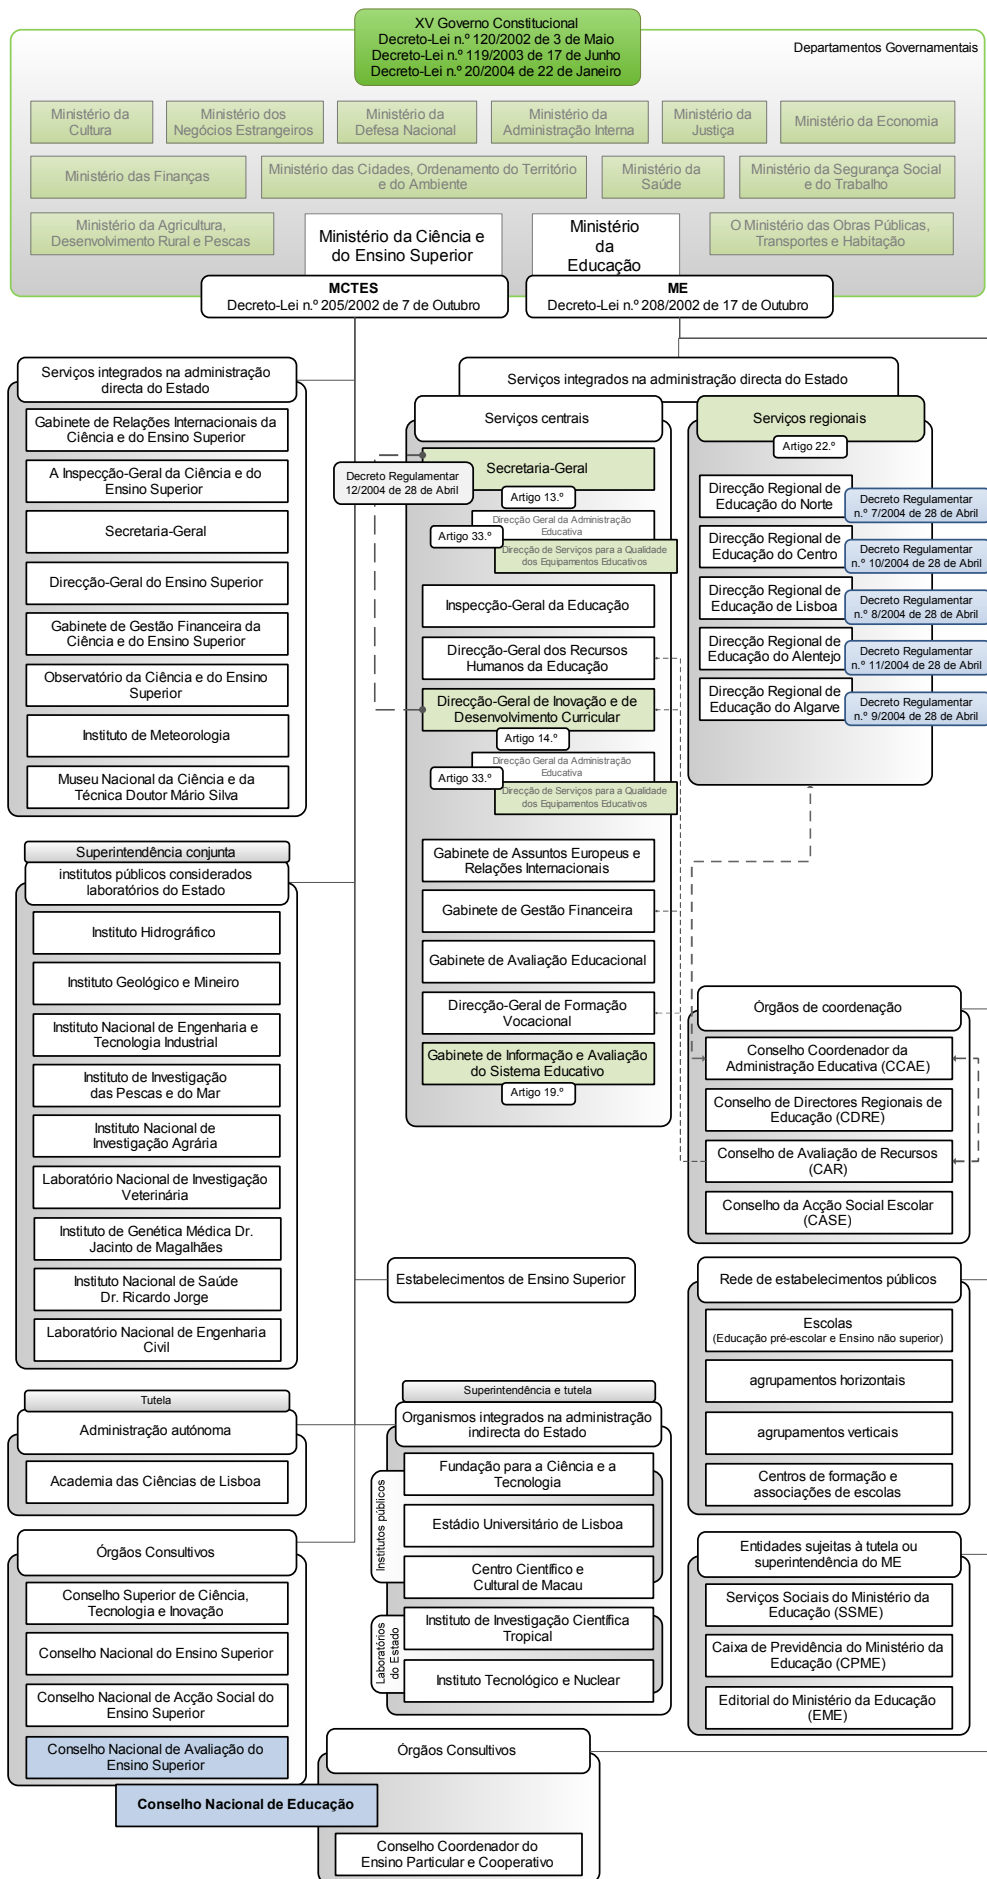 XV Governo Constitucional
Decreto-Lei n.º 120/2002 de 3 de Maio
Decreto-Lei n.º 119/2003 de 17 de Junho
Decreto-Lei n.º 20/2004 de 22 de Janeiro
Departamentos Governamentais
Ministério da
Cultura
Ministério dos
Negócios Estrangeiros
Ministério da
Defesa Nacional
Ministério da
Administração Interna
Ministério da
Justiça
Ministério da Economia
Ministério das Finanças
Ministério das Cidades, Ordenamento do Território
e do Ambiente
Ministério da
Saúde
Ministério da Segurança Social
e do Trabalho
Ministério da Agricultura,
Desenvolvimento Rural e Pescas
Ministério da Ciência e
do Ensino Superior
Ministério
da
Educação
O Ministério das Obras Públicas,
Transportes e Habitação
MCTES
Decreto-Lei n.º 205/2002 de 7 de Outubro
ME
Decreto-Lei n.º 208/2002 de 17 de Outubro
Serviços integrados na administração
directa do Estado
Gabinete de Relações Internacionais da
Ciência e do Ensino Superior
A Inspecção-Geral da Ciência e do
Ensino Superior
Secretaria-Geral
Direcção-Geral do Ensino Superior
Gabinete de Gestão Financeira da
Ciência e do Ensino Superior
Observatório da Ciência e do Ensino
Superior
Instituto de Meteorologia
Museu Nacional da Ciência e da
Técnica Doutor Mário Silva
Serviços integrados na administração directa do Estado
Serviços centrais
Secretaria-Geral
Decreto Regulamentar
12/2004 de 28 de Abril
Artigo 13.º
Direcção Geral da Administração
Educativa
Artigo 33.º
Direcção de Serviços para a Qualidade
dos Equipamentos Educativos
Inspecção-Geral da Educação
Direcção-Geral dos Recursos
Humanos da Educação
Direcção-Geral de Inovação e de
Desenvolvimento Curricular
Artigo 14.º
Direcção Geral da Administração
Educativa
Artigo 33.º
Direcção de Serviços para a Qualidade
dos Equipamentos Educativos
Gabinete de Assuntos Europeus e
Relações Internacionais
Gabinete de Gestão Financeira
Gabinete de Avaliação Educacional
Direcção-Geral de Formação
Vocacional
Gabinete de Informação e Avaliação
do Sistema Educativo
Artigo 19.º
Serviços regionais
Artigo 22.º
Direcção Regional de
Educação do Norte
Decreto Regulamentar
n.º 7/2004 de 28 de Abril
Direcção Regional de
Educação do Centro
Decreto Regulamentar
n.º 10/2004 de 28 de Abril
Direcção Regional de
Educação de Lisboa
Decreto Regulamentar
n.º 8/2004 de 28 de Abril
Direcção Regional de
Educação do Alentejo
Decreto Regulamentar
n.º 11/2004 de 28 de Abril
Direcção Regional de
Educação do Algarve
Decreto Regulamentar
n.º 9/2004 de 28 de Abril
Superintendência conjunta
institutos públicos considerados
laboratórios do Estado
Instituto Hidrográfico
Instituto Geológico e Mineiro
Instituto Nacional de Engenharia e
Tecnologia Industrial
Instituto de Investigação
das Pescas e do Mar
Instituto Nacional de
Investigação Agrária
Laboratório Nacional de Investigação
Veterinária
Instituto de Genética Médica Dr.
Jacinto de Magalhães
Instituto Nacional de Saúde
Dr. Ricardo Jorge
Laboratório Nacional de Engenharia
Civil
Órgãos de coordenação
Conselho Coordenador da
Administração Educativa (CCAE)
Conselho de Directores Regionais de
Educação (CDRE)
Conselho de Avaliação de Recursos
(CAR)
Conselho da Acção Social Escolar
(CASE)
Estabelecimentos de Ensino Superior
Rede de estabelecimentos públicos
Escolas
(Educação pré-escolar e Ensino não superior)
agrupamentos horizontais
agrupamentos verticais
Centros de formação e
associações de escolas
Tutela
Administração autónoma
Academia das Ciências de Lisboa
Superintendência e tutela
Organismos integrados na administração
indirecta do Estado
Institutos públicos
Fundação para a Ciência e a
Tecnologia
Estádio Universitário de Lisboa
Centro Científico e
Cultural de Macau
Laboratórios
do Estado
Instituto de Investigação Científica
Tropical
Instituto Tecnológico e Nuclear
Entidades sujeitas à tutela ou
superintendência do ME
Serviços Sociais do Ministério da
Educação (SSME)
Caixa de Previdência do Ministério da
Educação (CPME)
Editorial do Ministério da Educação
(EME)
Órgãos Consultivos
Conselho Superior de Ciência,
Tecnologia e Inovação
Conselho Nacional do Ensino Superior
Conselho Nacional de Acção Social do
Ensino Superior
Conselho Nacional de Avaliação do
Ensino Superior
Órgãos Consultivos
Conselho Nacional de Educação
Conselho Coordenador do
Ensino Particular e Cooperativo